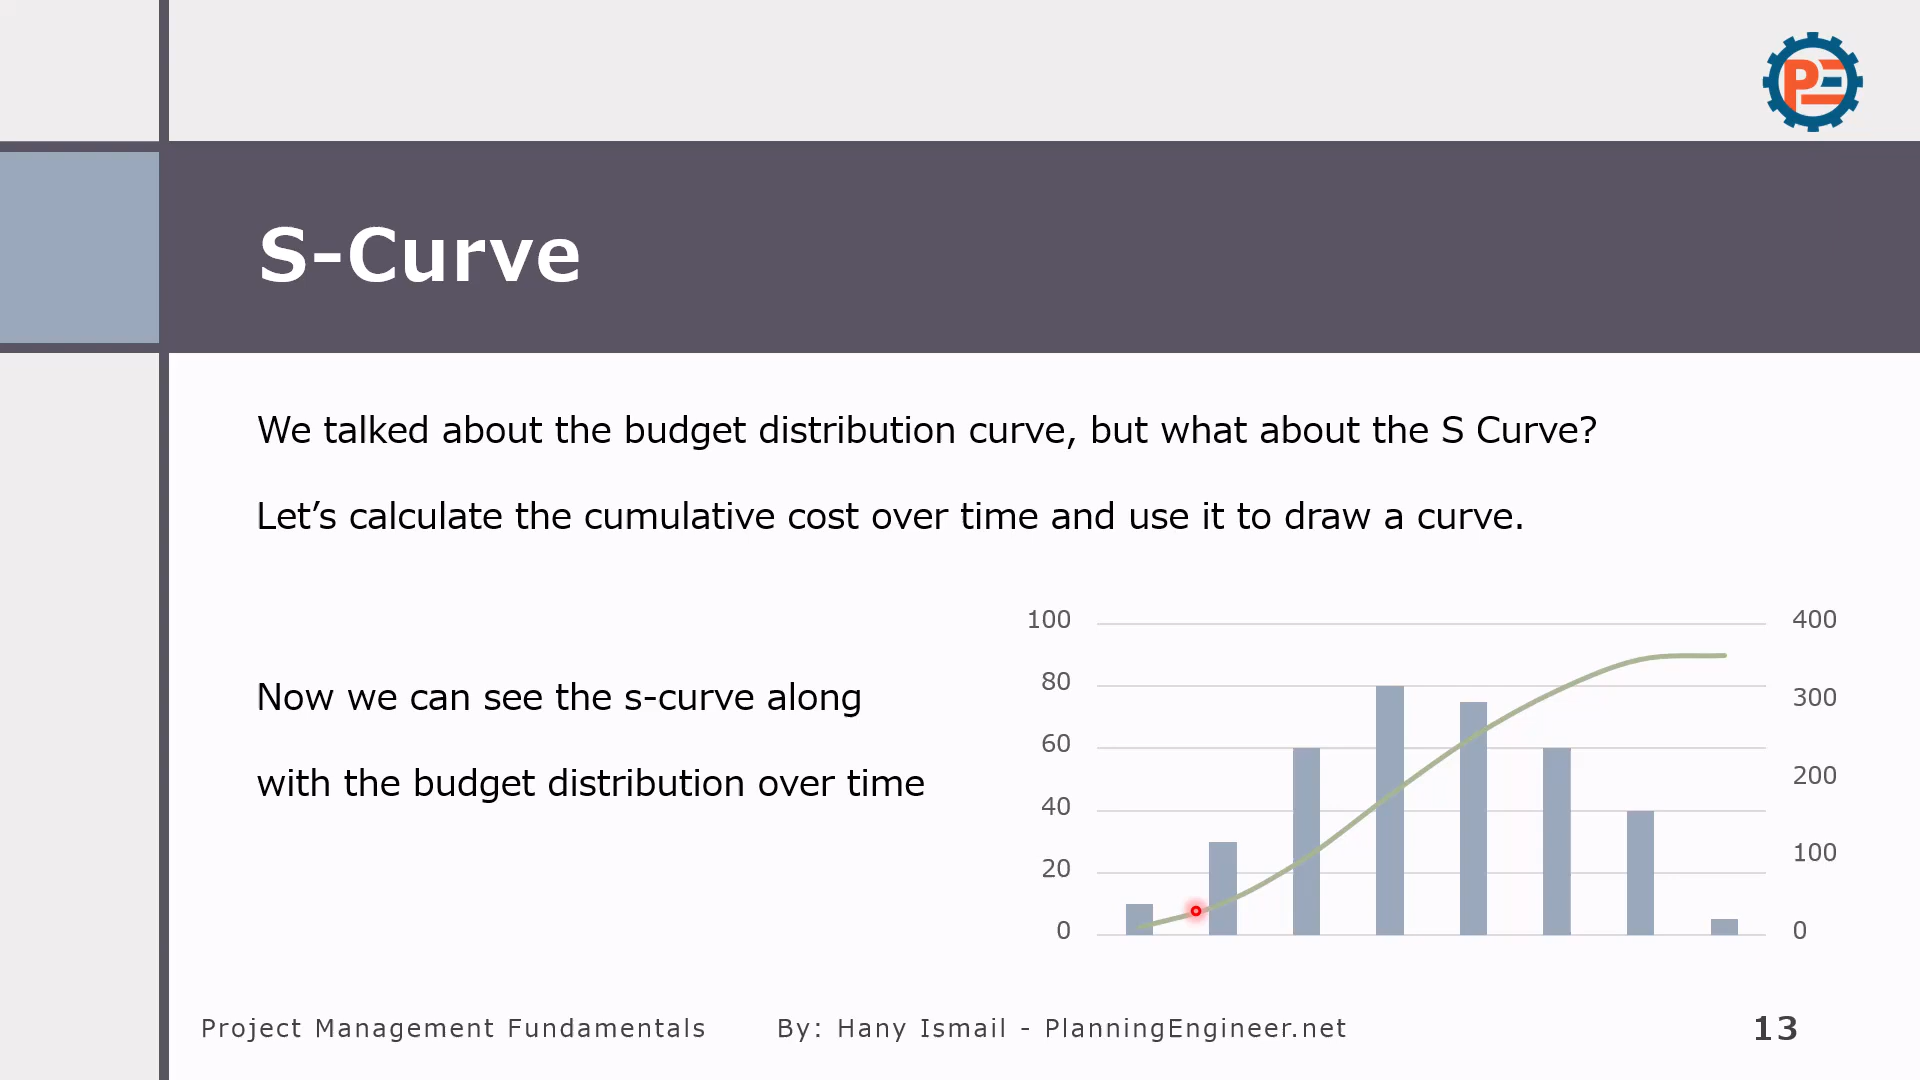 PE
S-Curve
We talked about the budget distribution curve, but what about the S Curve?
Let’s calculate the cumulative cost over time and use it to draw a curve.
Now we can see the s-curve along
with the budget distribution over time
100
80
60
40
20
0
400
300
200
100
0
Project Management Fundamentals
By: Hany Ismail - PlanningEngineer.net
13